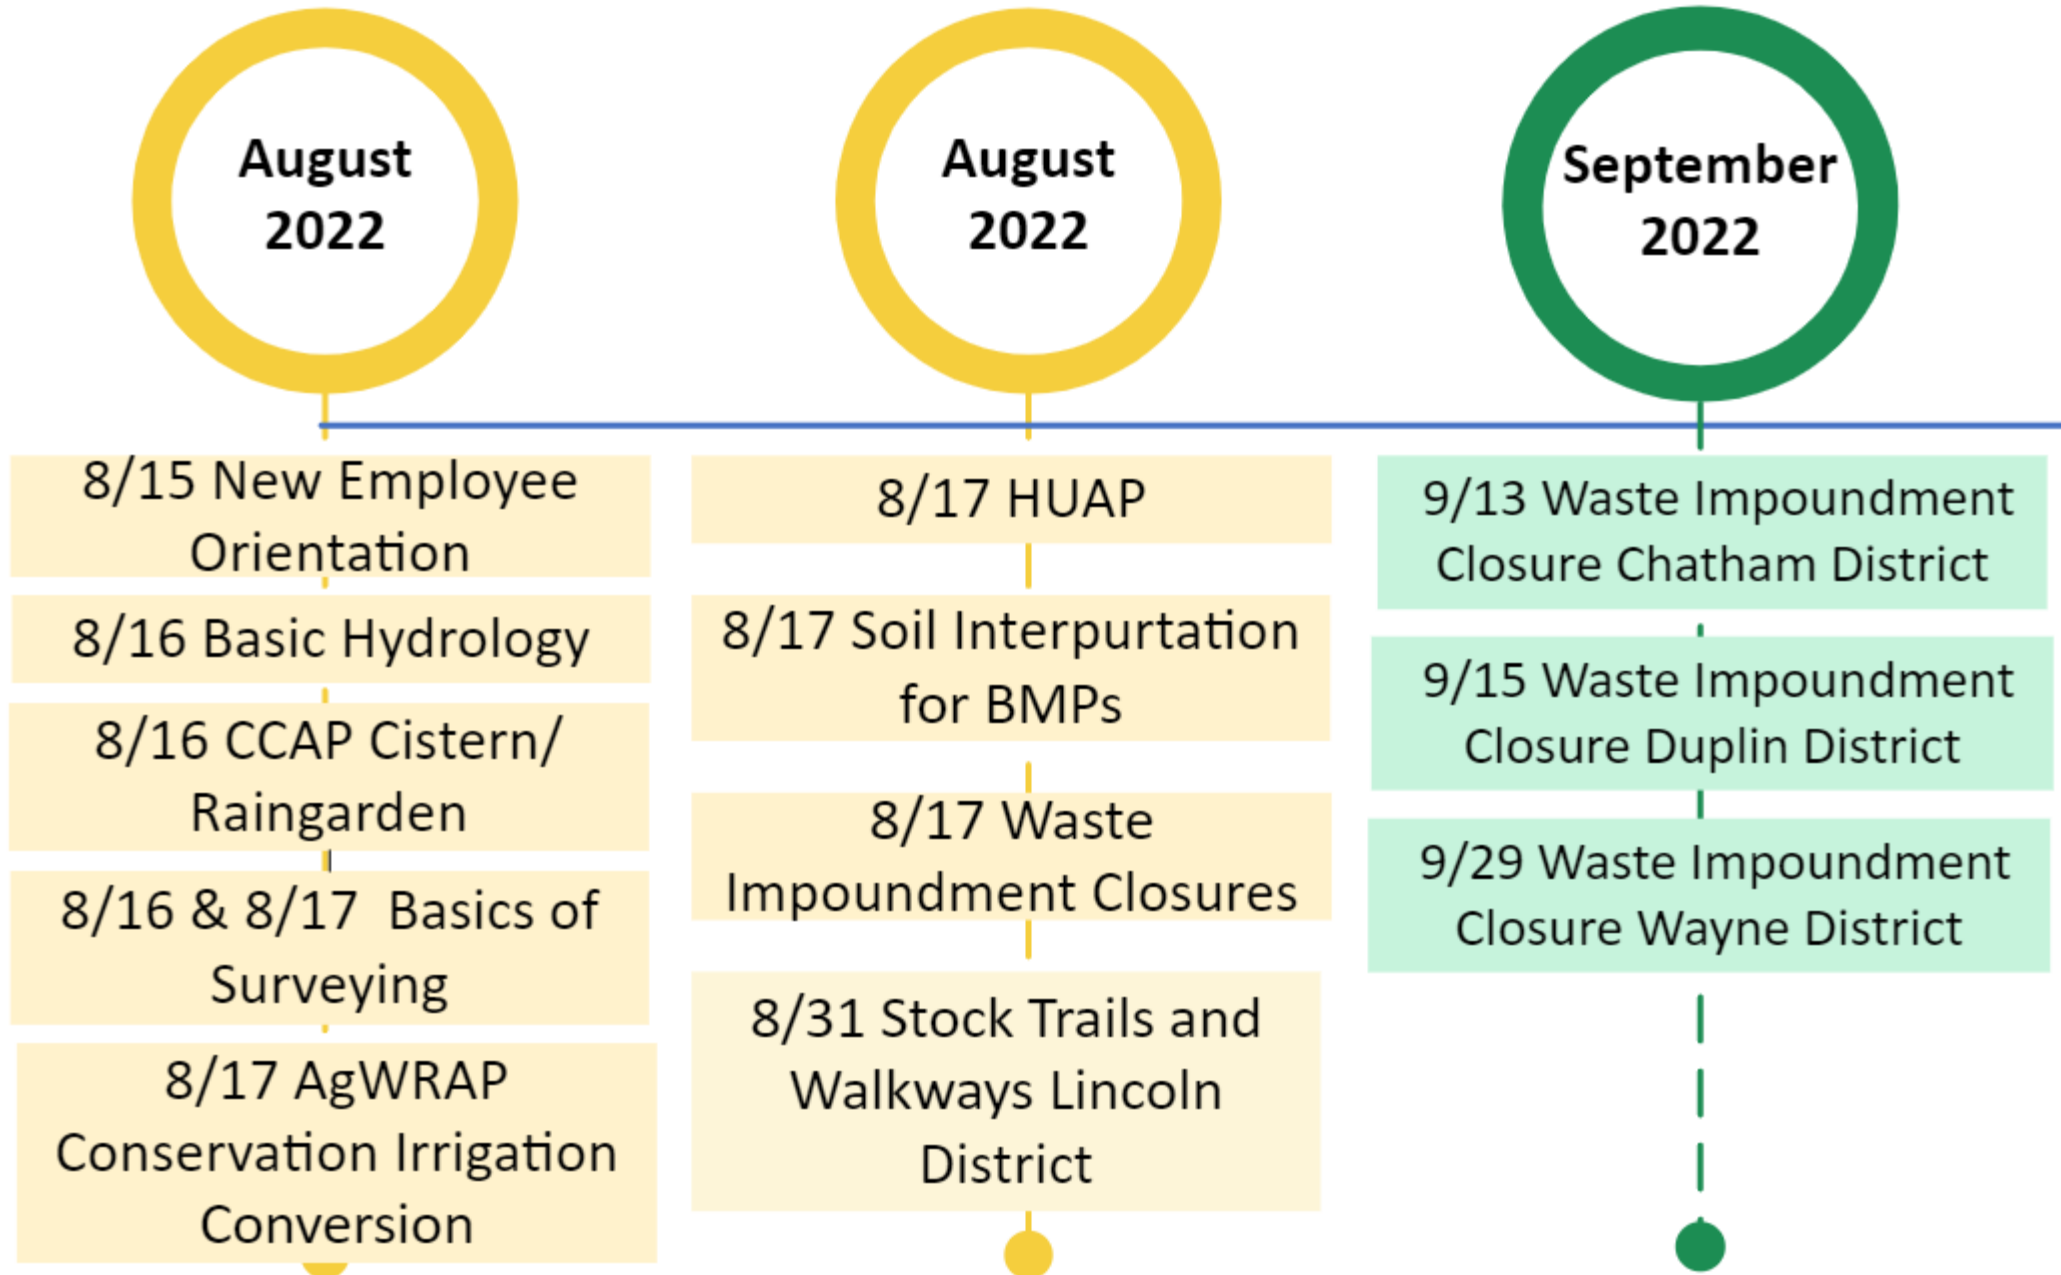 August
2022
8/15 New Employee
Orientation
8/16 Basic Hydrology
8/16 CCAP Cistern/
Raingarden
8/16 & 8/17  Basics of
Surveying
8/17 AgWRAP
Conservation Irrigation
Conversion
August
2022
8/17 HUAP
8/17 Soil Interpurtation
for BMPs
8/17 Waste
Impoundment Closures
8/31 Stock Trails and
Walkways Lincoln
District
September
2022
9/13 Waste Impoundment
Closure Chatham District
9/15 Waste Impoundment
Closure Duplin District
9/29 Waste Impoundment
Closure Wayne District